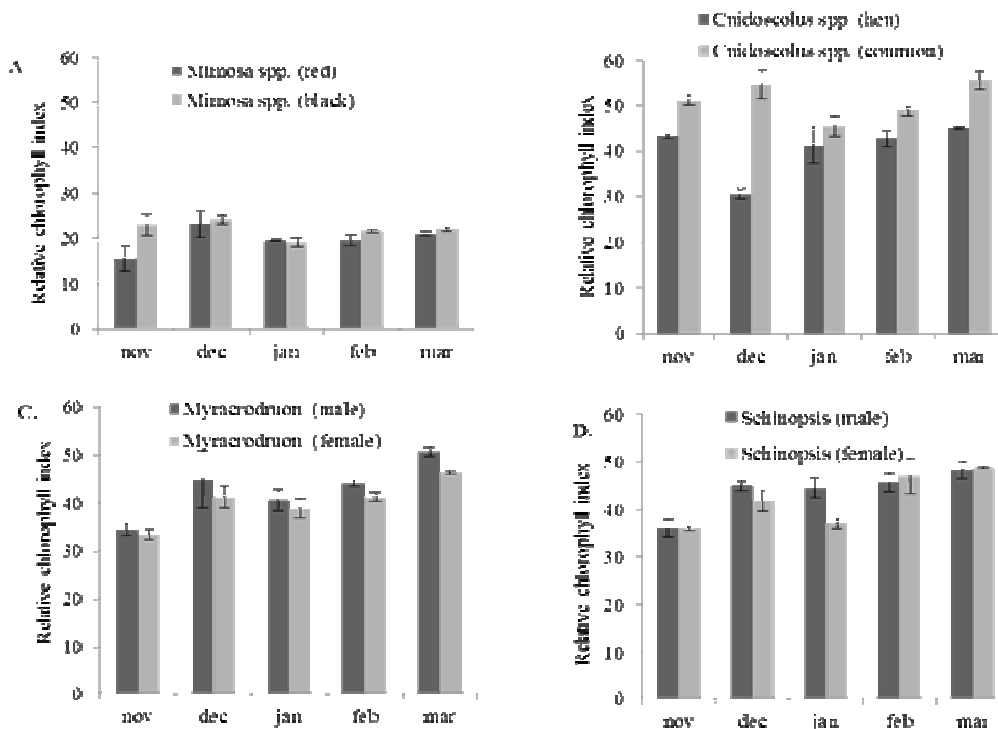 A
Mimosa spp. (red)
Mimosa spp. (black)
Relative chlorophyll index
60
50
40
30
20
10
0
nov dec jan feb mar
Cnidoscolus spp. (hen)
Cnidoscolus spp. (common)
Relative chlorophyll index
60
50
40
30
20
10
0
nov dec jan feb mar
C.
Myracrodruon (male)
Myracrodruon (female)
Relative chlorophyll index
60
50
40
30
20
10
0
nov dec jan feb mar
D.
Schinopsis (male)
Schinopsis (female)
Relative chlorophyll index
60
50
40
30
20
10
0
nov dec jan feb mar